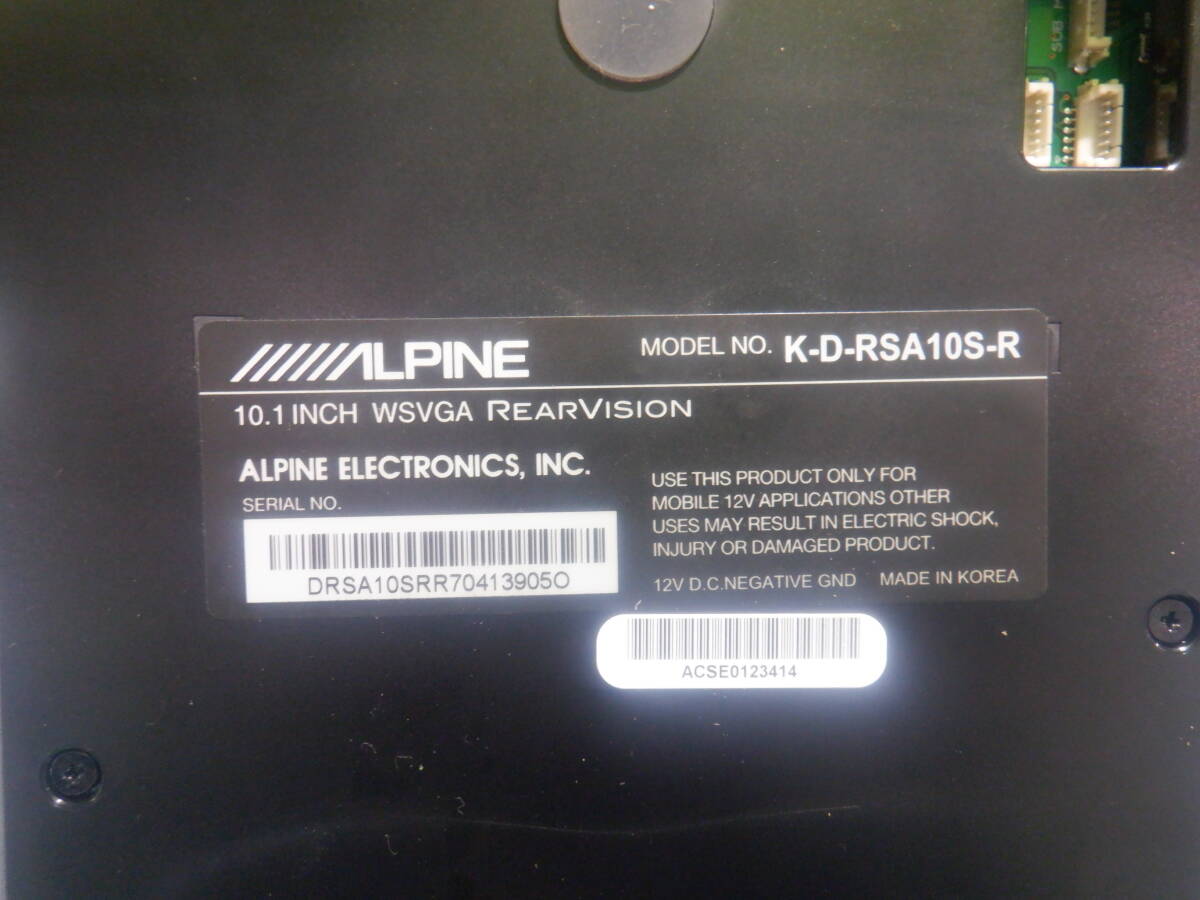 SUB
ALPINE
MODEL NO. K-D-RSA10S-R
10.1 INCH WSVGA REARVISION
ALPINE ELECTRONICS, INC.
SERIAL NO.
DRSA10SRR70413905O
USE THIS PRODUCT ONLY FOR
MOBILE 12V APPLICATIONS OTHER
USES MAY RESULT IN ELECTRIC SHOCK,
INJURY OR DAMAGED PRODUCT.
12V D.C.NEGATIVE GND MADE IN KOREA
ACSE0123414